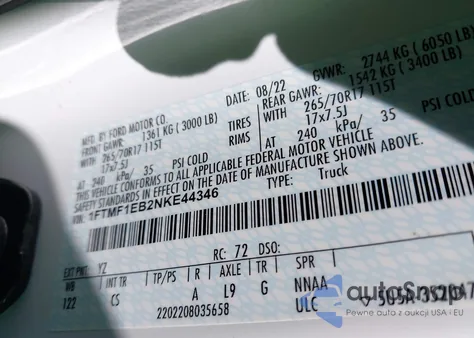 MFD. BY FORD MOTOR CO.
DATE: 08/22
GVWR: 2744 KG (6050 LB)
FRONT GAWR: 1361 KG (3000 LB)
REAR GAWR: 1542 KG (3400 LB)
WITH 265/70R17 115T TIRES
WITH 265/70R17 115T
17x7.5J RIMS
17x7.5J
AT 240 kPa/ 35 PSI COLD
AT 240 kPa/ 35 PSI COLD
THIS VEHICLE CONFORMS TO ALL APPLICABLE FEDERAL MOTOR VEHICLE
SAFETY STANDARDS IN EFFECT ON THE DATE OF MANUFACTURE SHOWN ABOVE.
VIN: 1FTMF1EB2NKE44346
TYPE: Truck
EXT PNT: YZ RC: 72 DSO:
WB INT TR TP/PS R AXLE TR SPR
122 CS A L9 G NNAA
2202208035658 ULC
autoSnap
Pewne auta z aukcji USA i EU